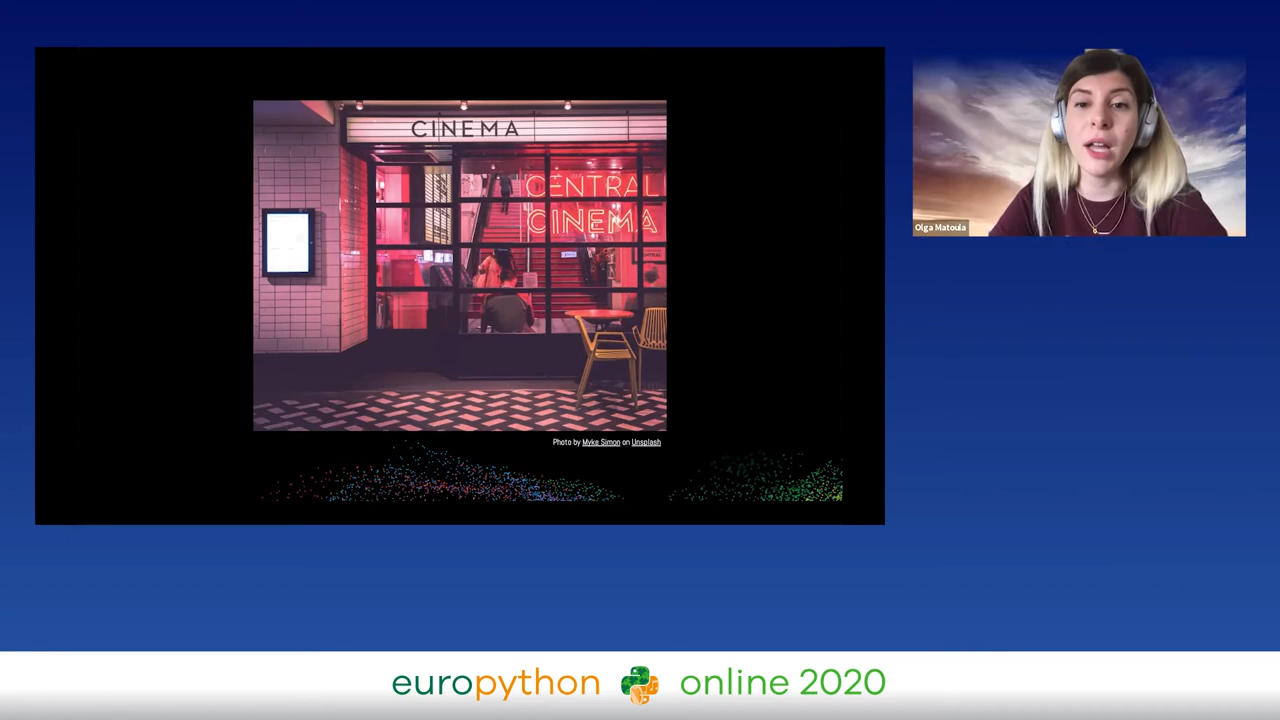 CINEMA
CENTRAL
CINEMA
Photo by Myke Simon on Unsplash
Olga Matoula
europython online 2020